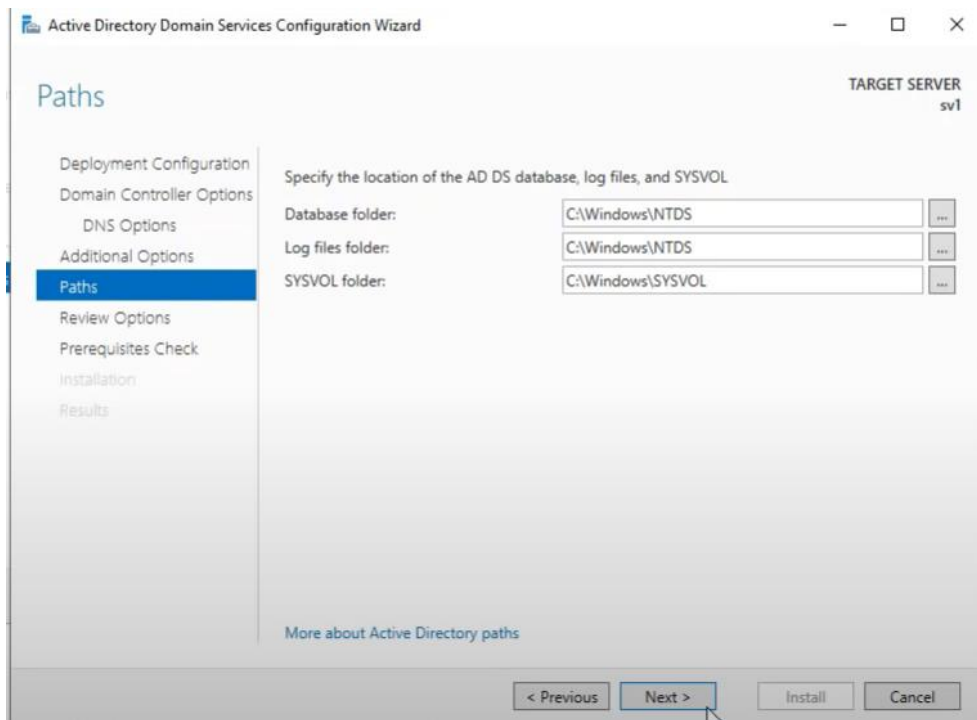 Active Directory Domain Services Configuration Wizard
Paths
TARGET SERVER
sv1
Deployment Configuration
Domain Controller Options
DNS Options
Additional Options
Paths
Review Options
Prerequisites Check
Installation
Results
Specify the location of the AD DS database, log files, and SYSVOL
Database folder: C:\Windows\NTDS ...
Log files folder: C:\Windows\NTDS ...
SYSVOL folder: C:\Windows\SYSVOL ...
More about Active Directory paths
< Previous Next > Install Cancel